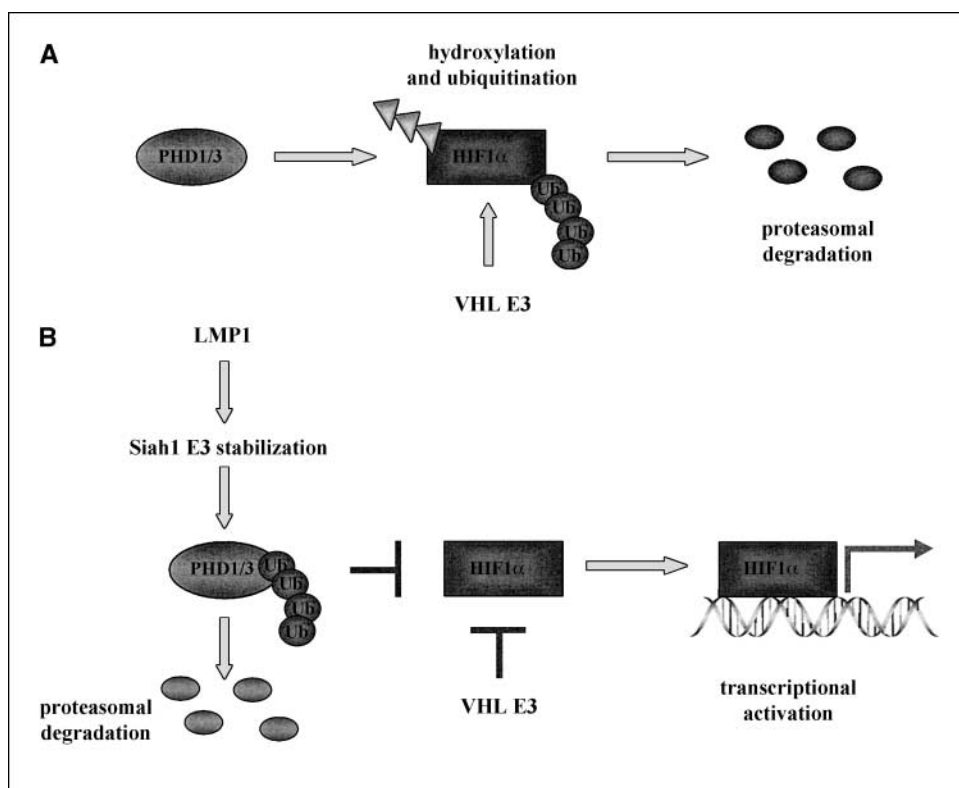 A
hydroxylation
and ubiquitination
PHD1/3
HIF1α
Ub
Ub
Ub
Ub
VHL E3
proteasomal
degradation
B
LMP1
Siah1 E3 stabilization
PHD1/3
Ub
Ub
Ub
Ub
HIF1α
HIF1α
VHL E3
proteasomal
degradation
transcriptional
activation